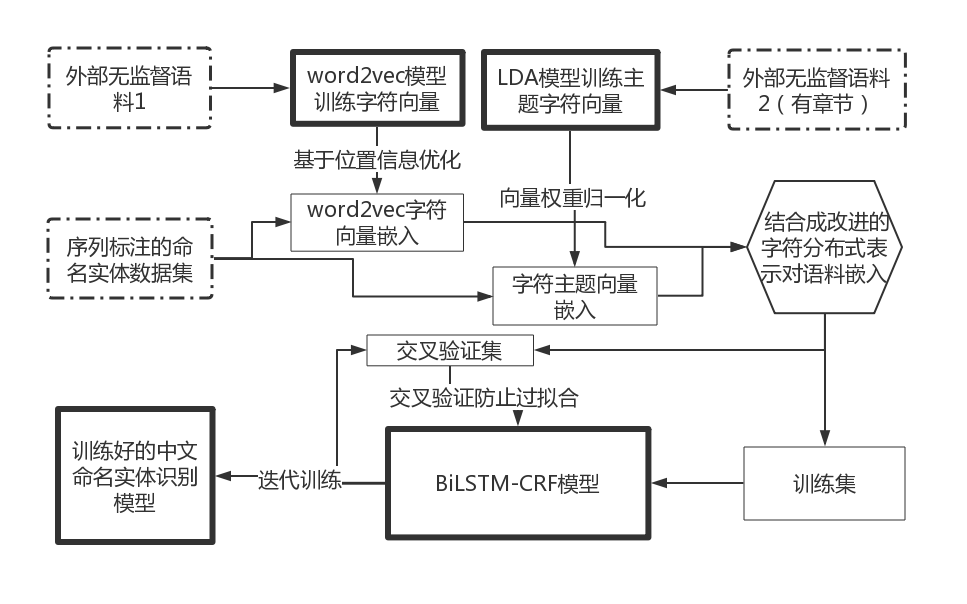 外部无监督语
料1
word2vec模型
训练字符向量
LDA模型训练主
题字符向量
外部无监督语料
2（有章节）
基于位置信息优化
向量权重归一化
序列标注的命
名实体数据集
word2vec字符
向量嵌入
字符主题向量
嵌入
结合成改进的
字符分布式表
示对语料嵌入
交叉验证集
交叉验证防止过拟合
训练好的中文
命名实体识别
模型
迭代训练
BiLSTM-CRF模型
训练集